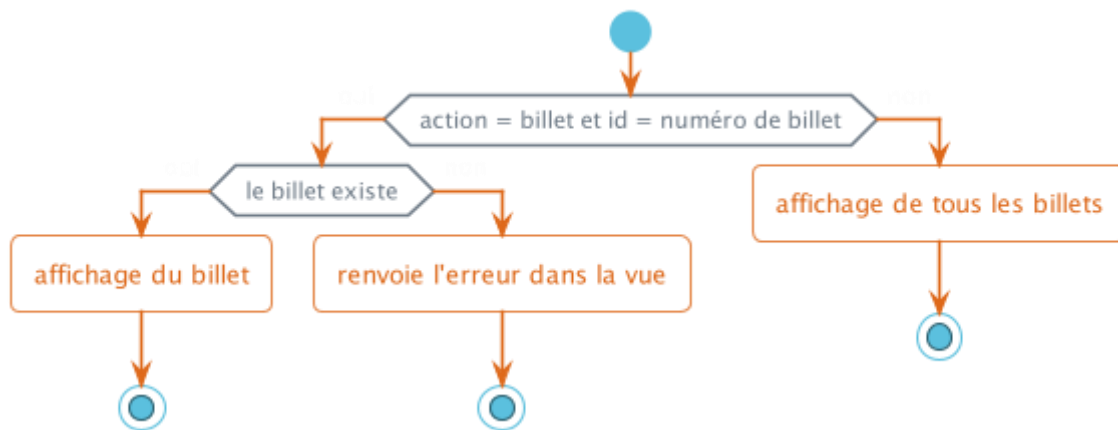 action = billet et id = numéro de billet
le billet existe
affichage de tous les billets
affichage du billet
renvoie l'erreur dans la vue